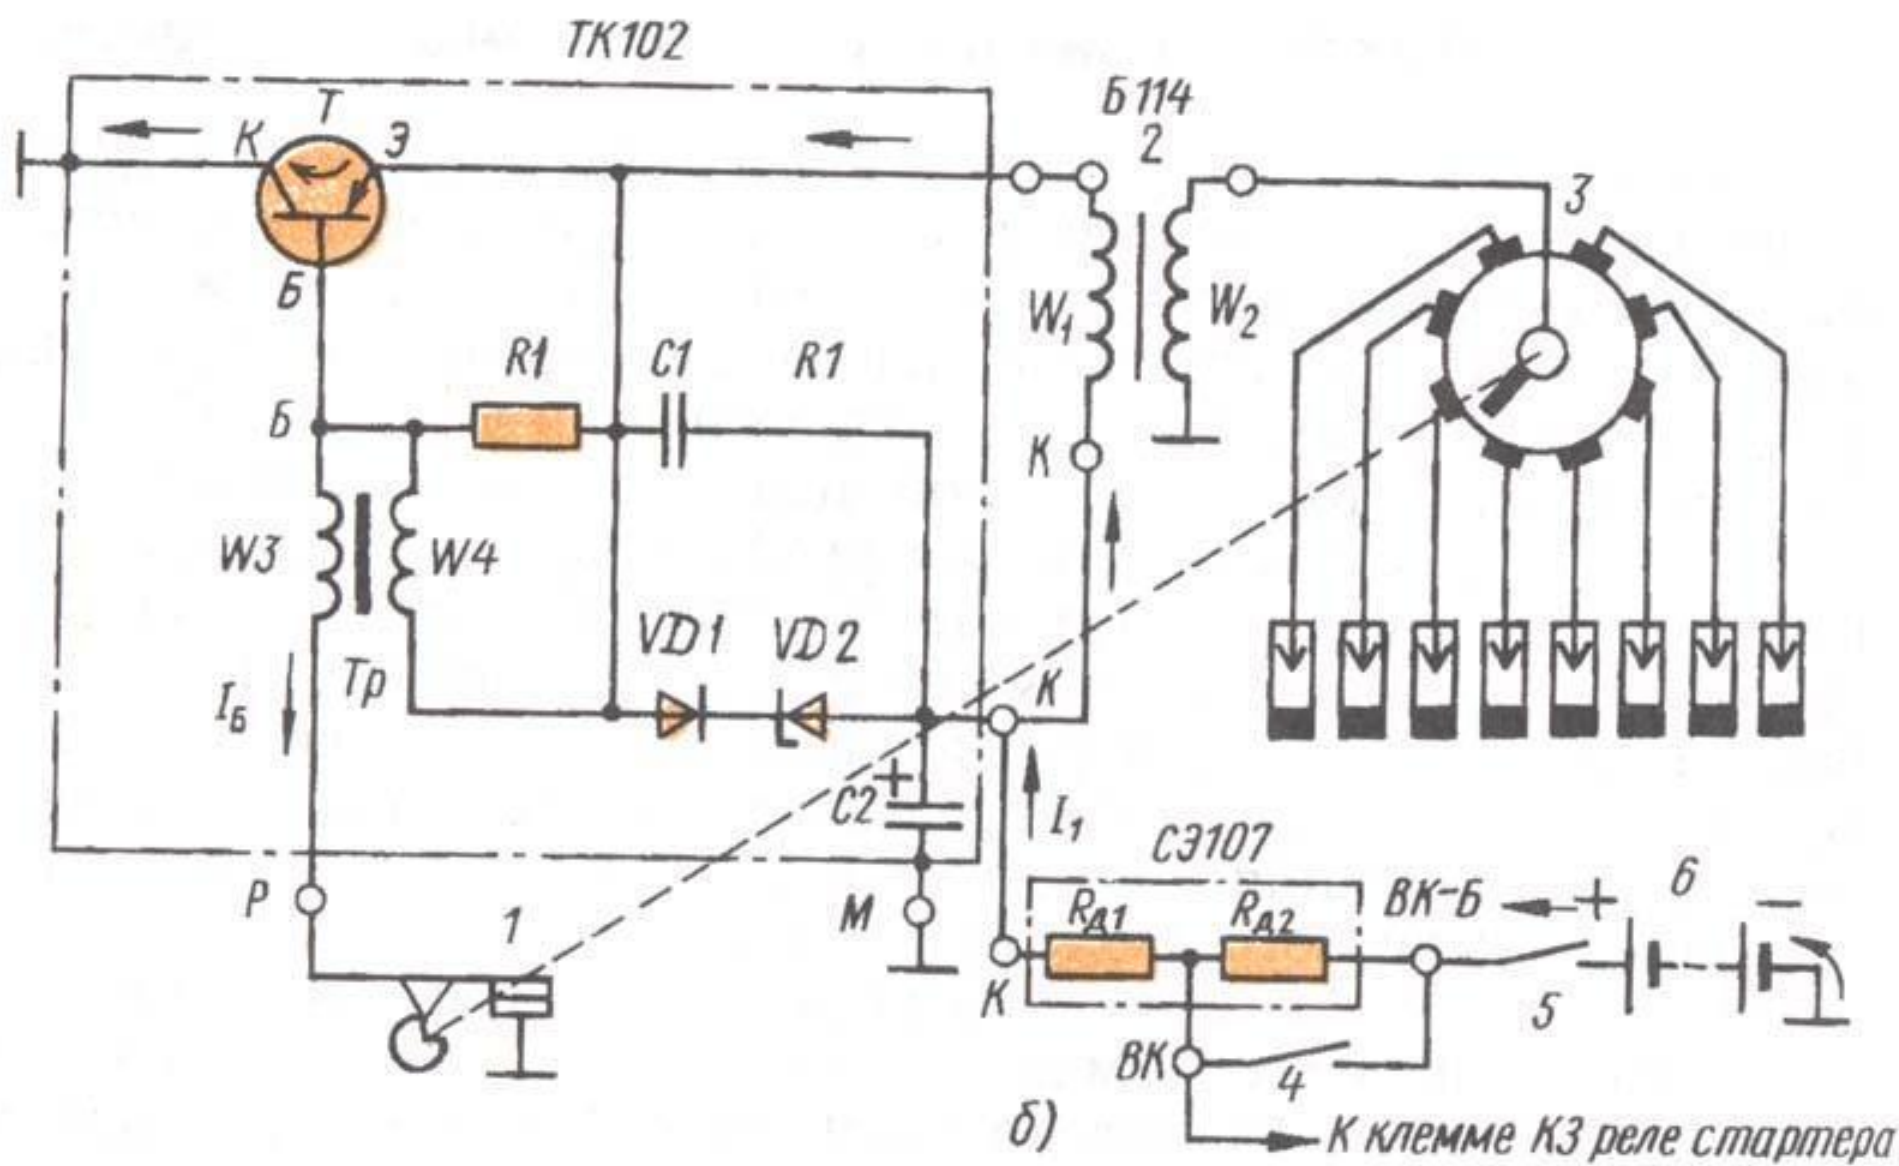 ТК102
Б114
2
Т
К
Э
Б
3
W1
W2
R1
C1
R1
Б
К
W3
W4
VD1
VD2
Тр
IБ
К
+
C2
I1
СЭ107
Р
1
М
RД1
RД2
ВК-Б
+
6
−
К
5
ВК
4
б)
К клемме КЗ реле стартера